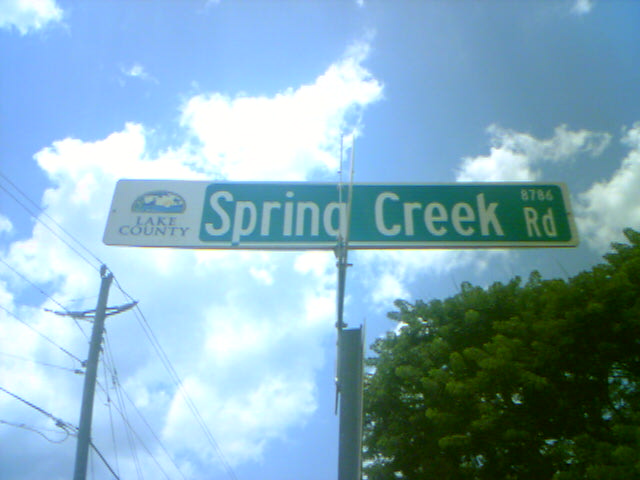 LAKE
COUNTY
Spring Creek Rd
8786